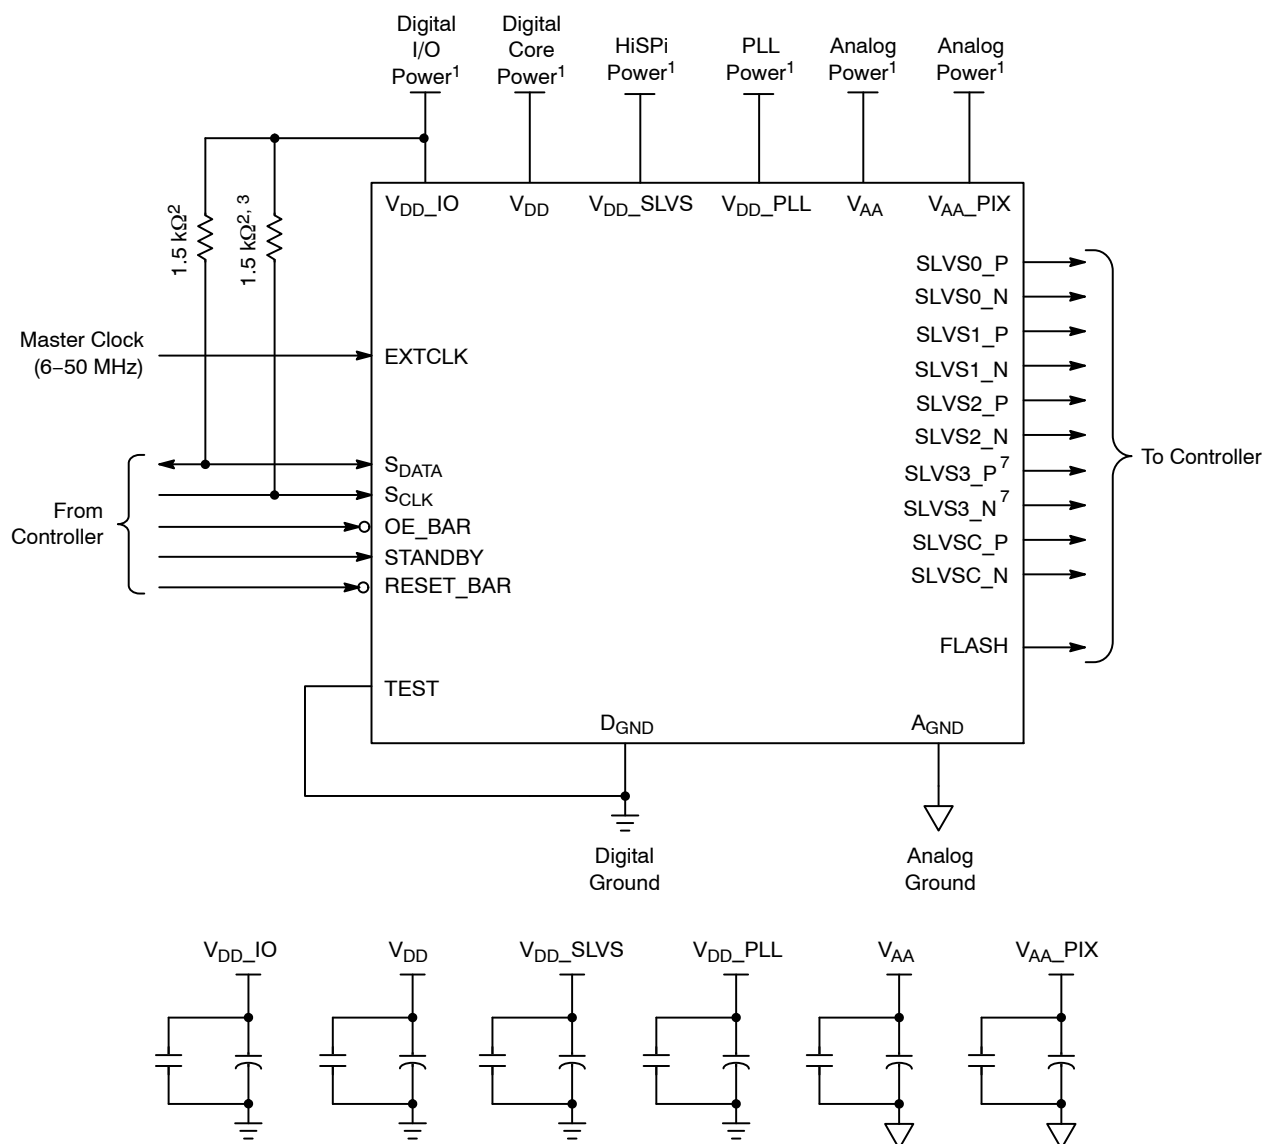 Digital
I/O
Power1
Digital
Core
Power1
HiSPi
Power1
PLL
Power1
Analog
Power1
Analog
Power1
VDD_IO
VDD
VDD_SLVS
VDD_PLL
VAA
VAA_PIX
1.5 kΩ2
1.5 kΩ2, 3
Master Clock
(6–50 MHz)
EXTCLK
From
Controller
SDATA
SCLK
OE_BAR
STANDBY
RESET_BAR
TEST
SLVS0_P
SLVS0_N
SLVS1_P
SLVS1_N
SLVS2_P
SLVS2_N
SLVS3_P7
SLVS3_N7
SLVSC_P
SLVSC_N
FLASH
To Controller
DGND
AGND
Digital
Ground
Analog
Ground
VDD_IO
VDD
VDD_SLVS
VDD_PLL
VAA
VAA_PIX